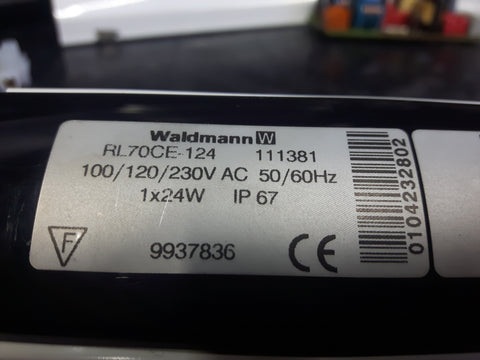 Waldmann W
RL70CE-124 111381
100/120/230V AC 50/60Hz
1x24W IP 67
F
9937836
CE
0104232802